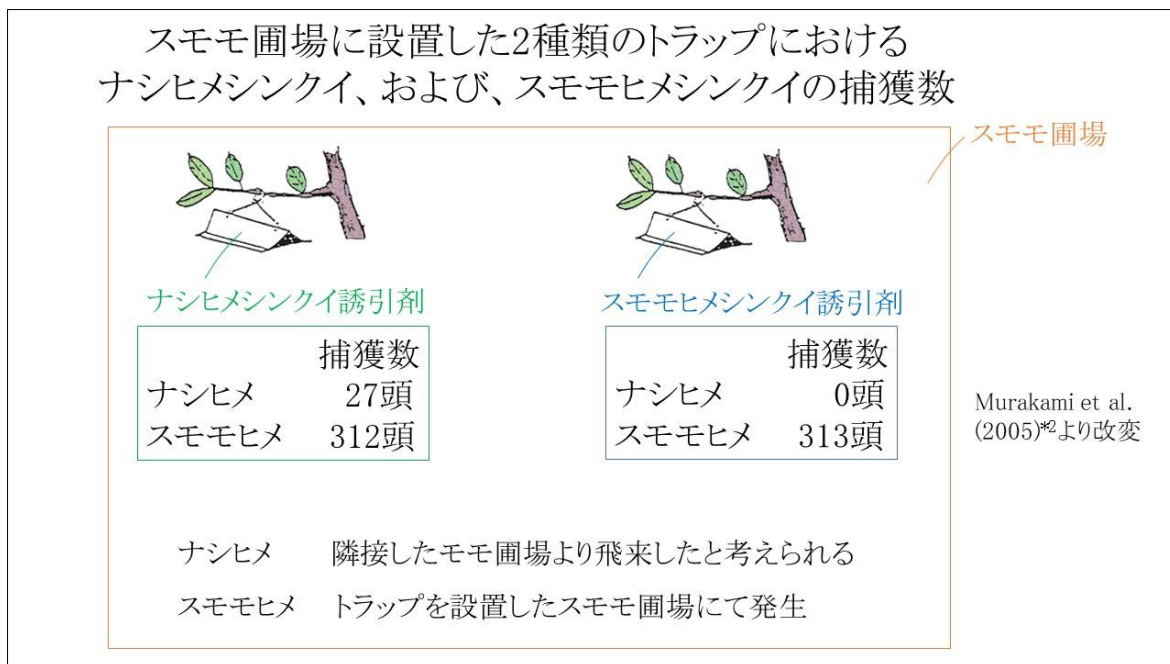 スモモ圃場に設置した2種類のトラップにおける
ナシヒメシンクイ、および、スモモヒメシンクイの捕獲数
スモモ圃場
ナシヒメシンクイ誘引剤
捕獲数
ナシヒメ 27頭
スモモヒメ 312頭
スモモヒメシンクイ誘引剤
捕獲数
ナシヒメ 0頭
スモモヒメ 313頭
Murakami et al.
(2005)*2より改変
ナシヒメ 隣接したモモ圃場より飛来したと考えられる
スモモヒメ トラップを設置したスモモ圃場にて発生